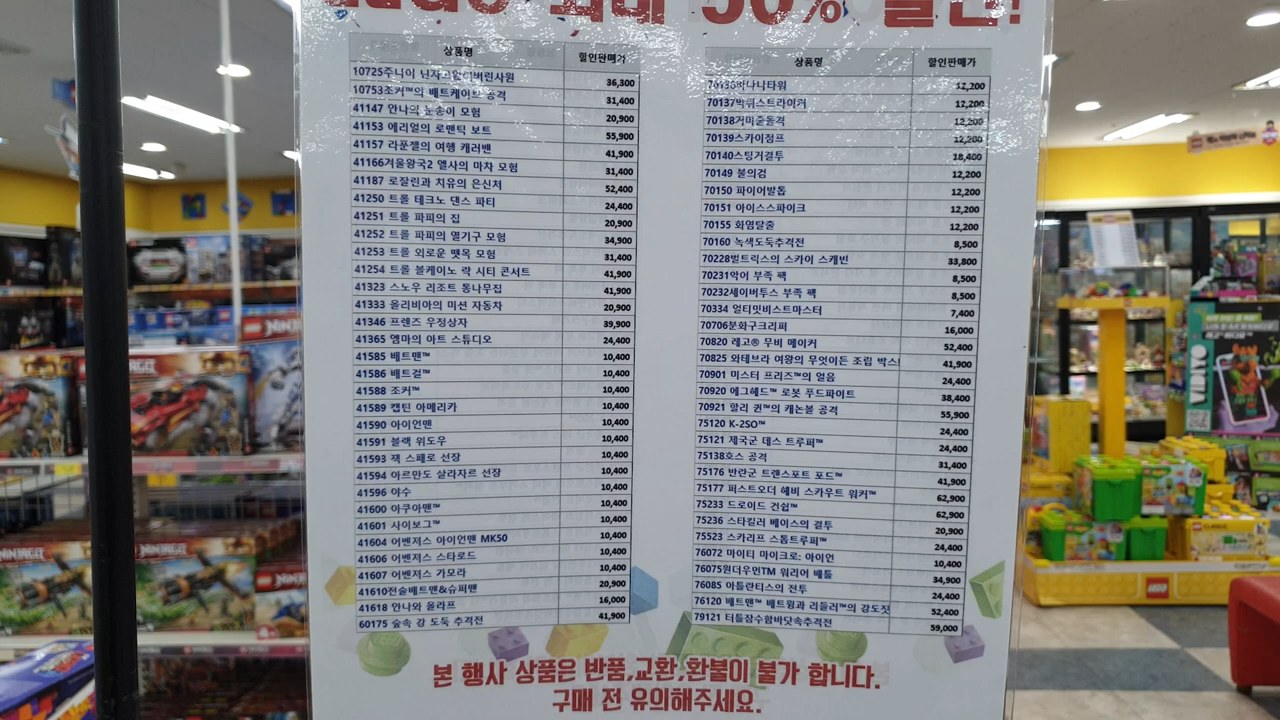 LEGO 최대 50% 할인!
상품명 할인판매가
10725주니어 36,300
10753조커™의 배트케이브 공격 31,400
41147 안나의 눈송이 모험 20,900
41153 에리얼의 로맨틱 보트 55,900
41157 라푼젤의 여행 캐러밴 41,900
41166겨울왕국2 엘사의 마차 모험 31,400
41187 로잘린과 치유의 은신처 52,400
41250 트롤 테크노 댄스 파티 24,400
41251 트롤 파피의 집 20,900
41252 트롤 파피의 열기구 모험 34,900
41253 트롤 외로운 뗏목 모험 31,400
41254 트롤 볼케이노 락 시티 콘서트 41,900
41323 스노우 리조트 통나무집 41,900
41333 올리비아의 미션 자동차 20,900
41346 프렌즈 우정상자 39,900
41365 엠마의 아트 스튜디오 24,400
41585 배트맨™ 10,400
41586 배트걸™ 10,400
41588 조커™ 10,400
41589 캡틴 아메리카 10,400
41590 아이언맨 10,400
41591 블랙 위도우 10,400
41593 잭 스패로 선장 10,400
41594 아르만도 살라자르 선장 10,400
41596 야수 10,400
41600 아쿠아맨™ 10,400
41601 사이보그™ 10,400
41604 어벤져스 아이언맨 MK50 10,400
41606 어벤져스 스타로드 10,400
41607 어벤져스 가모라 10,400
41610전술배트맨&슈퍼맨 20,900
41618 안나와 올라프 16,000
60175 숲속 강 도둑 추격전 41,900
상품명 할인판매가
70136바나나타워 12,200
70137박쥐스트라이커 12,200
70138거미줄돌격 12,200
70139스카이점프 12,200
70140스팅거결투 18,400
70149 불의검 12,200
70150 파이어발톱 12,200
70151 아이스스파이크 12,200
70155 화염탈출 12,200
70160 녹색도둑추격전 8,500
70228벌트릭스의 스카이 스캐빈 33,800
70231악어 부족 팩 8,500
70232세이버투스 부족 팩 8,500
70334 얼티밋비스트마스터 7,400
70706분화구크리퍼 16,000
70820 레고® 무비 메이커 52,400
70825 와테브라 여왕의 무엇이든 조립 박스! 41,900
70901 미스터 프리즈™의 얼음 24,400
70920 에그헤드™ 로봇 푸드파이트 38,400
70921 할리 퀸™의 캐논볼 공격 55,900
75120 K-2SO™ 24,400
75121 제국군 데스 트루퍼™ 24,400
75138호스 공격 31,400
75176 반란군 트랜스포트 포드™ 41,900
75177 퍼스트오더 헤비 스카우트 워커™ 62,900
75233 드로이드 건쉽™ 62,900
75236 스타킬러 베이스의 결투 20,900
75523 스카리프 스톰트루퍼™ 24,400
76072 마이티 마이크로: 아이언 10,400
76075원더우먼TM 워리어 배틀 34,900
76085 아틀란티스의 전투 24,400
76120 배트맨™ 배트윙과 리들러™의 강도짓 52,400
79121 터틀잠수함바닷속추격전 59,000
본 행사 상품은 반품,교환,환불이 불가 합니다.
구매 전 유의해주세요.
NINJAGO
VIDIYO
LEGO
CLASSIC